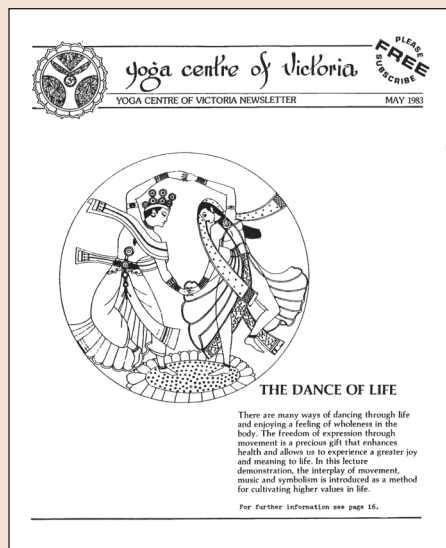 yoga centre of Victoria
PLEASE
FREE
SUBSCRIBE
YOGA CENTRE OF VICTORIA NEWSLETTER
MAY 1983
THE DANCE OF LIFE
There are many ways of dancing through life
and enjoying a feeling of wholeness in the
body. The freedom of expression through
movement is a precious gift that enhances
health and allows us to experience a greater joy
and meaning to life. In this lecture
demonstration, the interplay of movement,
music and symbolism is introduced as a method
for cultivating higher values in life.
For further information see page 16.